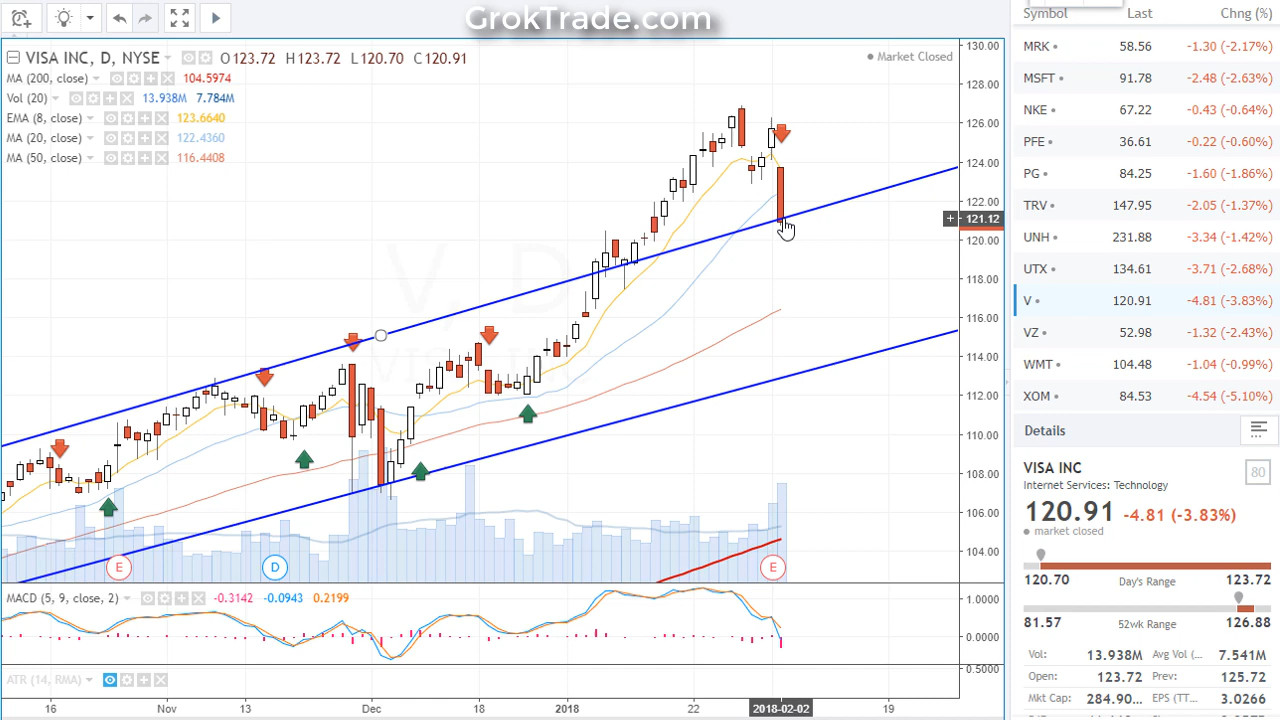 GrokTrade.com
VISA INC, D, NYSE O123.72 H123.72 L120.70 C120.91
Market Closed
MA (200, close) 104.5974
Vol (20) 13.938M 7.784M
EMA (8, close) 123.6640
MA (20, close) 122.4360
MA (50, close) 116.4408
V, D
VISA INC
130.00
128.00
126.00
124.00
122.00
121.12
120.00
118.00
116.00
114.00
112.00
110.00
108.00
106.00
104.00
E D E
MACD (5, 9, close, 2) -0.3142 -0.0943 0.2199
1.0000
0.0000
ATR (14, RMA)
0.5000
16 Nov 13 Dec 18 2018 22 2018-02-02 19
Symbol Last Chng (%)
MRK 58.56 -1.30 (-2.17%)
MSFT 91.78 -2.48 (-2.63%)
NKE 67.22 -0.43 (-0.64%)
PFE 36.61 -0.22 (-0.60%)
PG 84.25 -1.60 (-1.86%)
TRV 147.95 -2.05 (-1.37%)
UNH 231.88 -3.34 (-1.42%)
UTX 134.61 -3.71 (-2.68%)
V 120.91 -4.81 (-3.83%)
VZ 52.98 -1.32 (-2.43%)
WMT 104.48 -1.04 (-0.99%)
XOM 84.53 -4.54 (-5.10%)
Details
VISA INC 80
Internet Services: Technology
120.91 -4.81 (-3.83%)
market closed
120.70 Day's Range 123.72
81.57 52wk Range 126.88
Vol: 13.938M Avg Vol (... 7.541M
Open: 123.72 Prev: 125.72
Mkt Cap: 284.90... EPS (TT... 3.0266